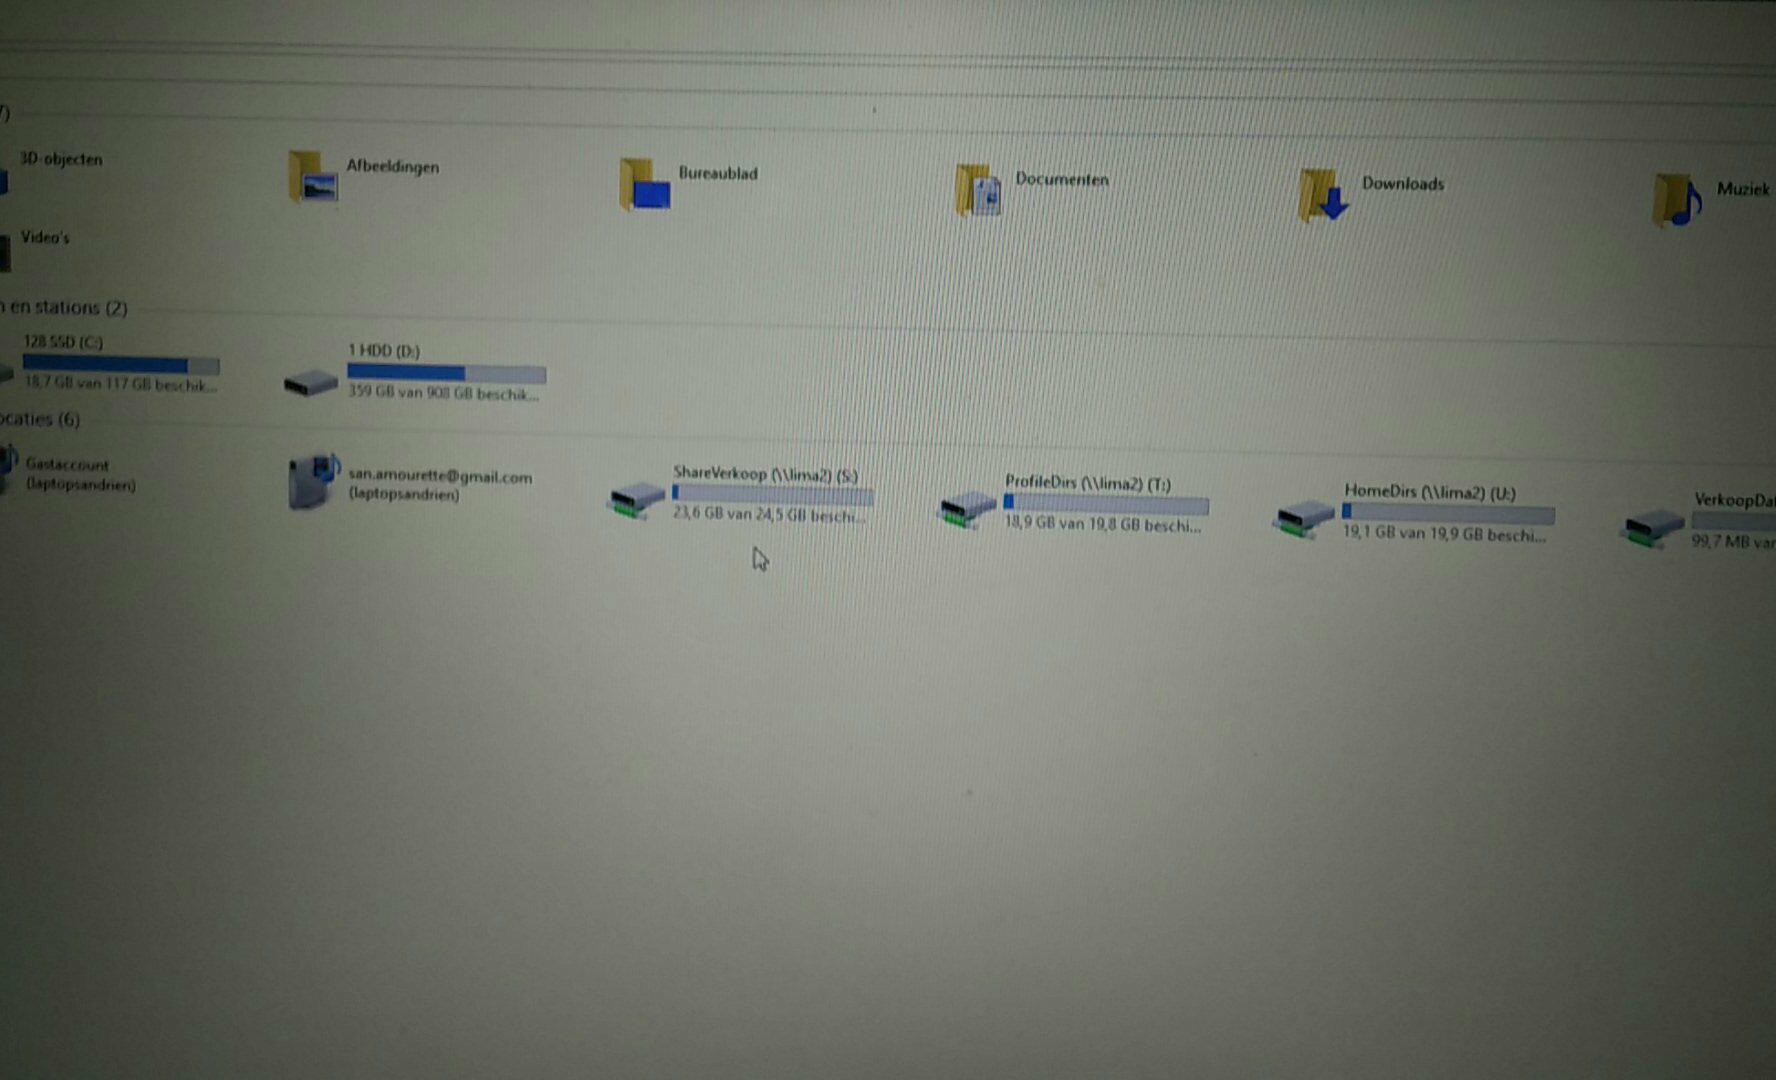 3D-objecten
Afbeeldingen
Bureaublad
Documenten
Downloads
Muziek
Video's
en stations (2)
128 SSD (C:)
18,7 GB van 117 GB beschik...
1 HDD (D:)
359 GB van 908 GB beschik...
ocaties (6)
Gastaccount
(laptopsandrien)
san.amourette@gmail.com
(laptopsandrien)
ShareVerkoop (\\lima2) (S:)
23,6 GB van 24,5 GB beschi...
ProfileDirs (\\lima2) (T:)
18,9 GB van 19,8 GB beschi...
HomeDirs (\\lima2) (U:)
19,1 GB van 19,9 GB beschi...
VerkoopDa
99,7 MB van